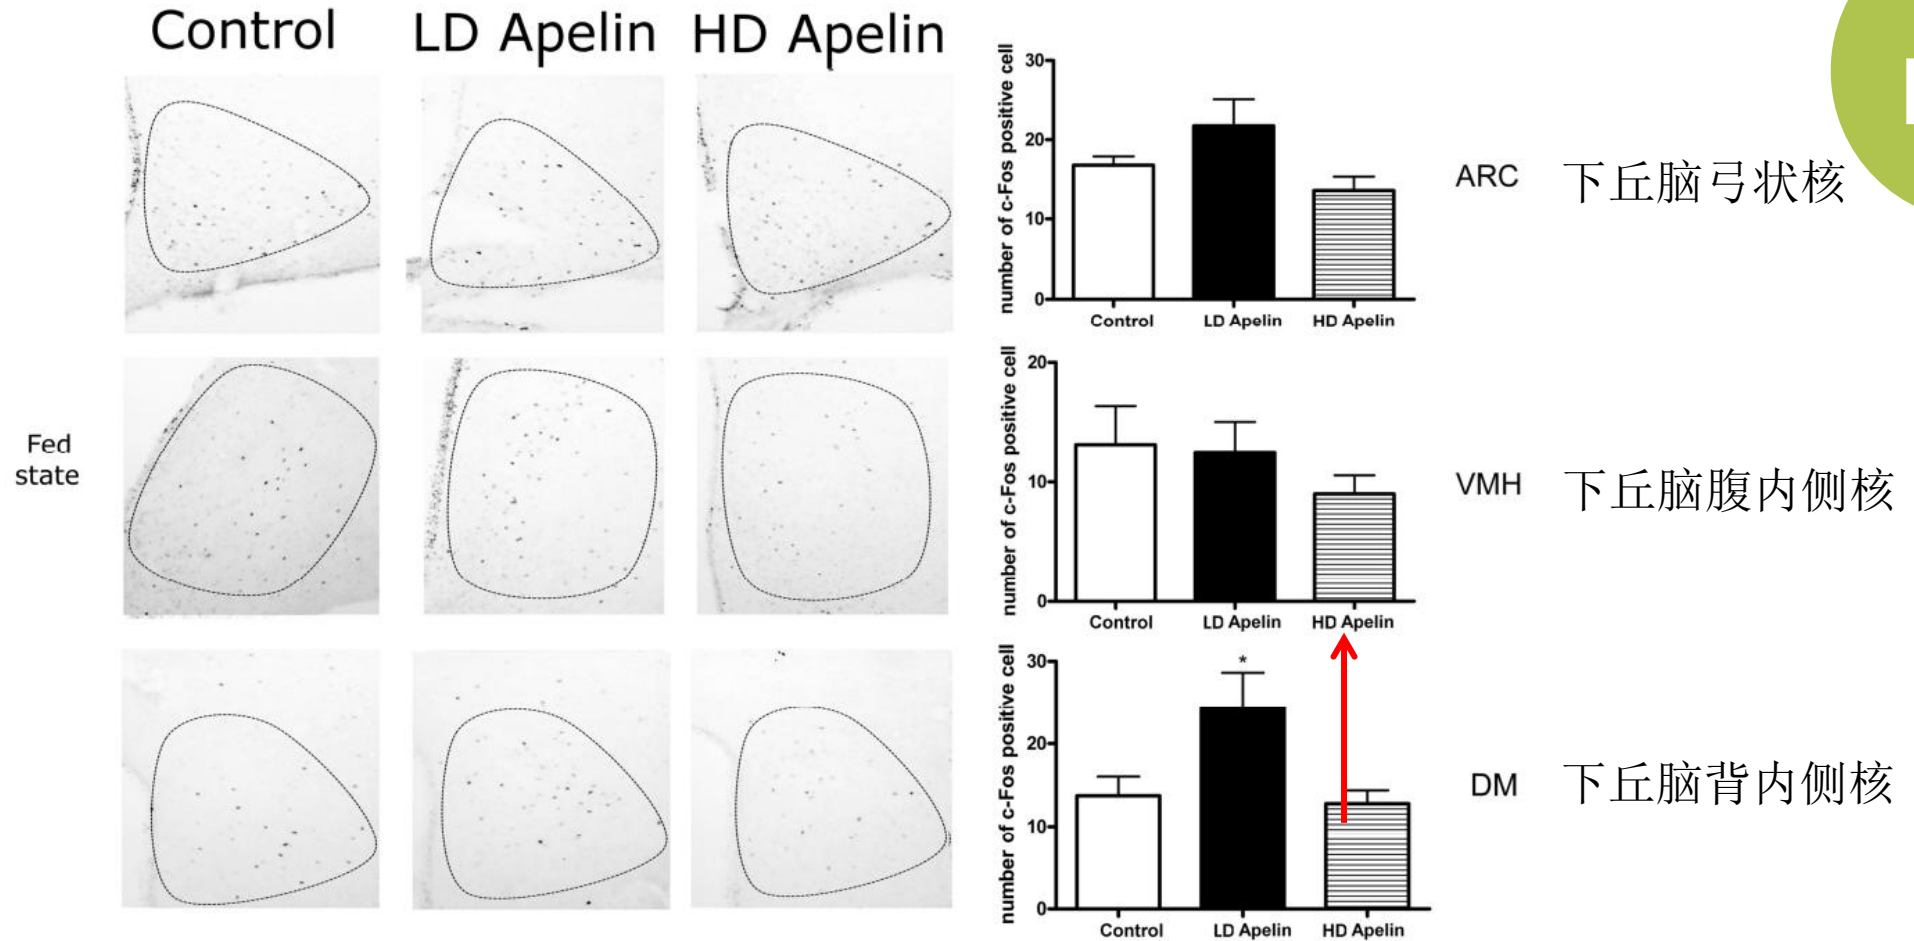 Control LD Apelin HD Apelin
Fed
state
number of c-Fos positive cell
30
20
10
0
Control LD Apelin HD Apelin
ARC 下丘脑弓状核
number of c-Fos positive cell
20
10
0
Control LD Apelin HD Apelin
VMH 下丘脑腹内侧核
number of c-Fos positive cell
30
20
10
0
*
Control LD Apelin HD Apelin
DM 下丘脑背内侧核